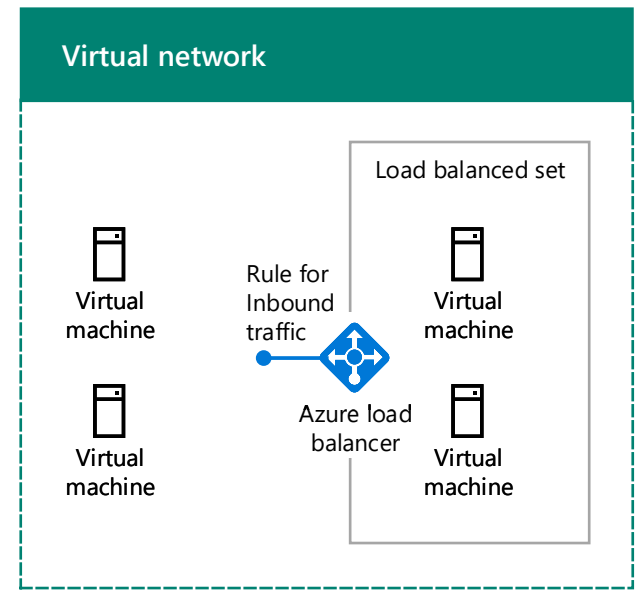 Virtual network
Load balanced set
Virtual
machine
Rule for
Inbound
traffic
Virtual
machine
Azure load
balancer
Virtual
machine
Virtual
machine